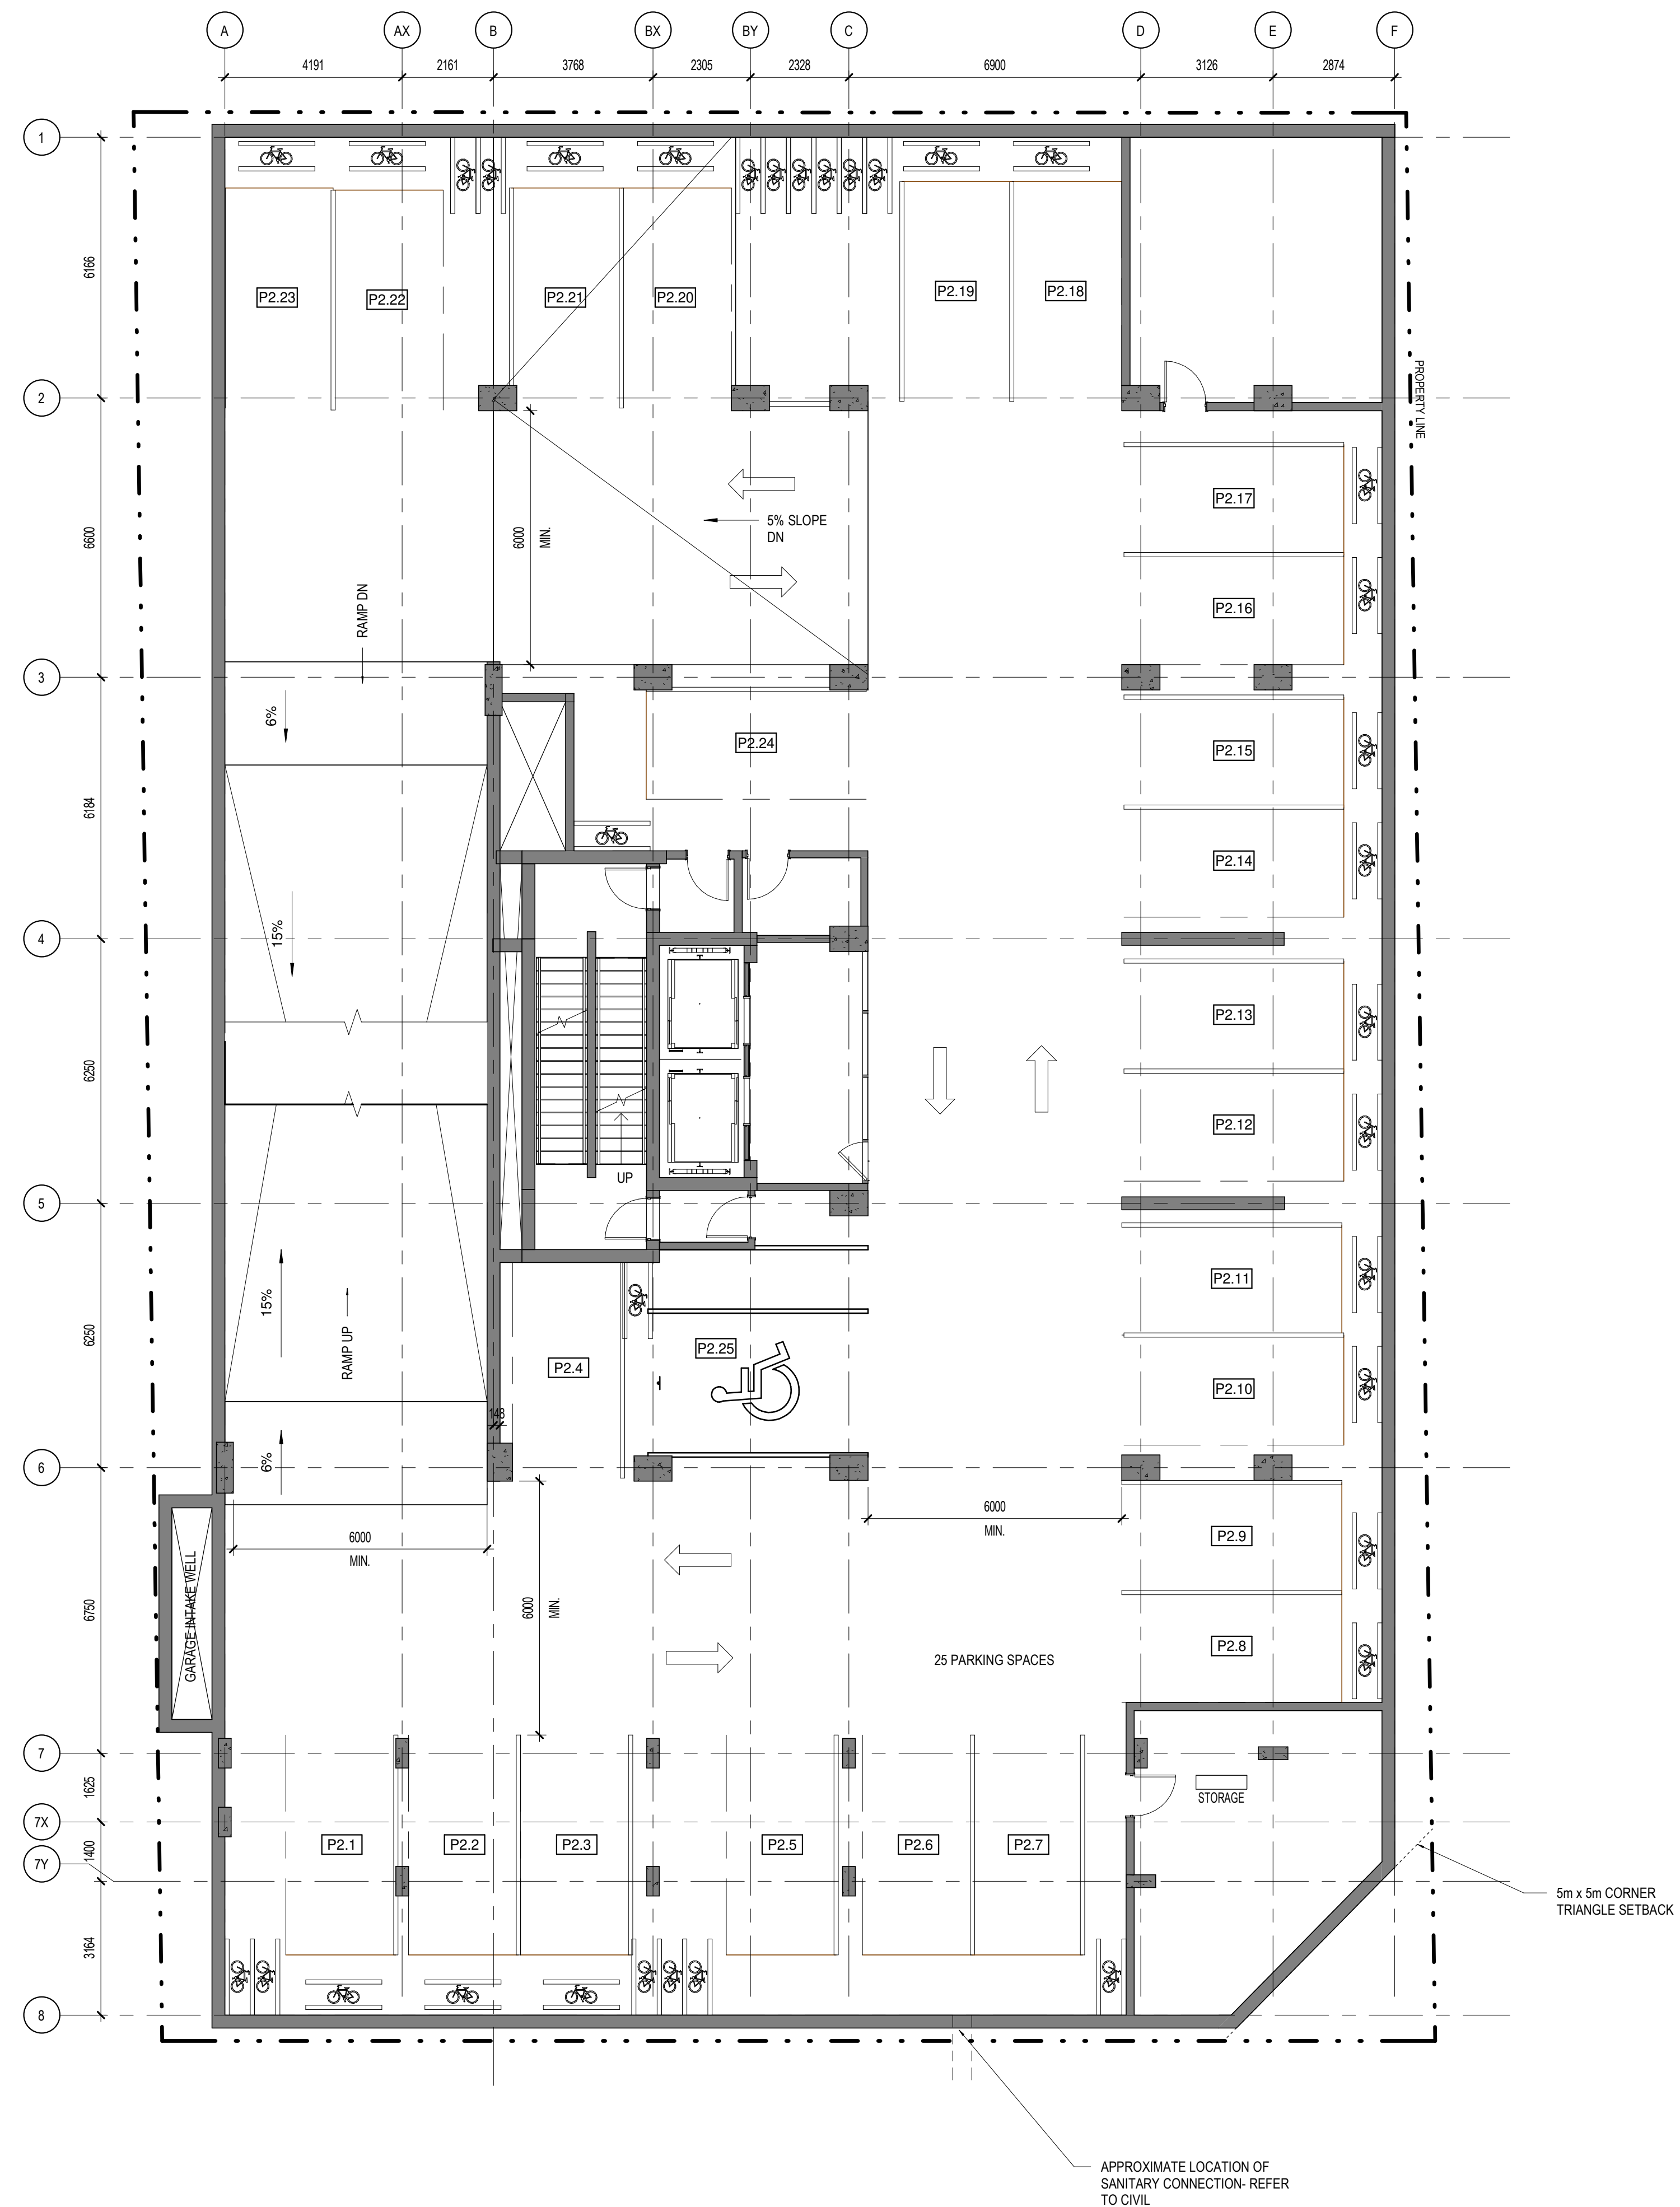 A AX B BX BY C D E F
4191 2161 3768 2305 2328 6900 3126 2874
1
6166
P2.23
P2.22
P2.21
P2.20
P2.19
P2.18
2
PROPERTY LINE
6600
6000
MIN.
5% SLOPE
DN
P2.17
P2.16
RAMP DN
3
6%
P2.24
P2.15
6184
P2.14
15%
4
P2.13
6250
P2.12
UP
5
P2.11
15%
RAMP UP
6250
P2.4
P2.25
P2.10
148
6%
6
6000
MIN.
6000
MIN.
P2.9
GARAGE INTAKE WELL
6750
6000
MIN.
P2.8
25 PARKING SPACES
7
1625
STORAGE
7X
P2.1
P2.2
P2.3
P2.5
P2.6
P2.7
1400
7Y
5m x 5m CORNER
TRIANGLE SETBACK
3164
8
APPROXIMATE LOCATION OF
SANITARY CONNECTION- REFER
TO CIVIL